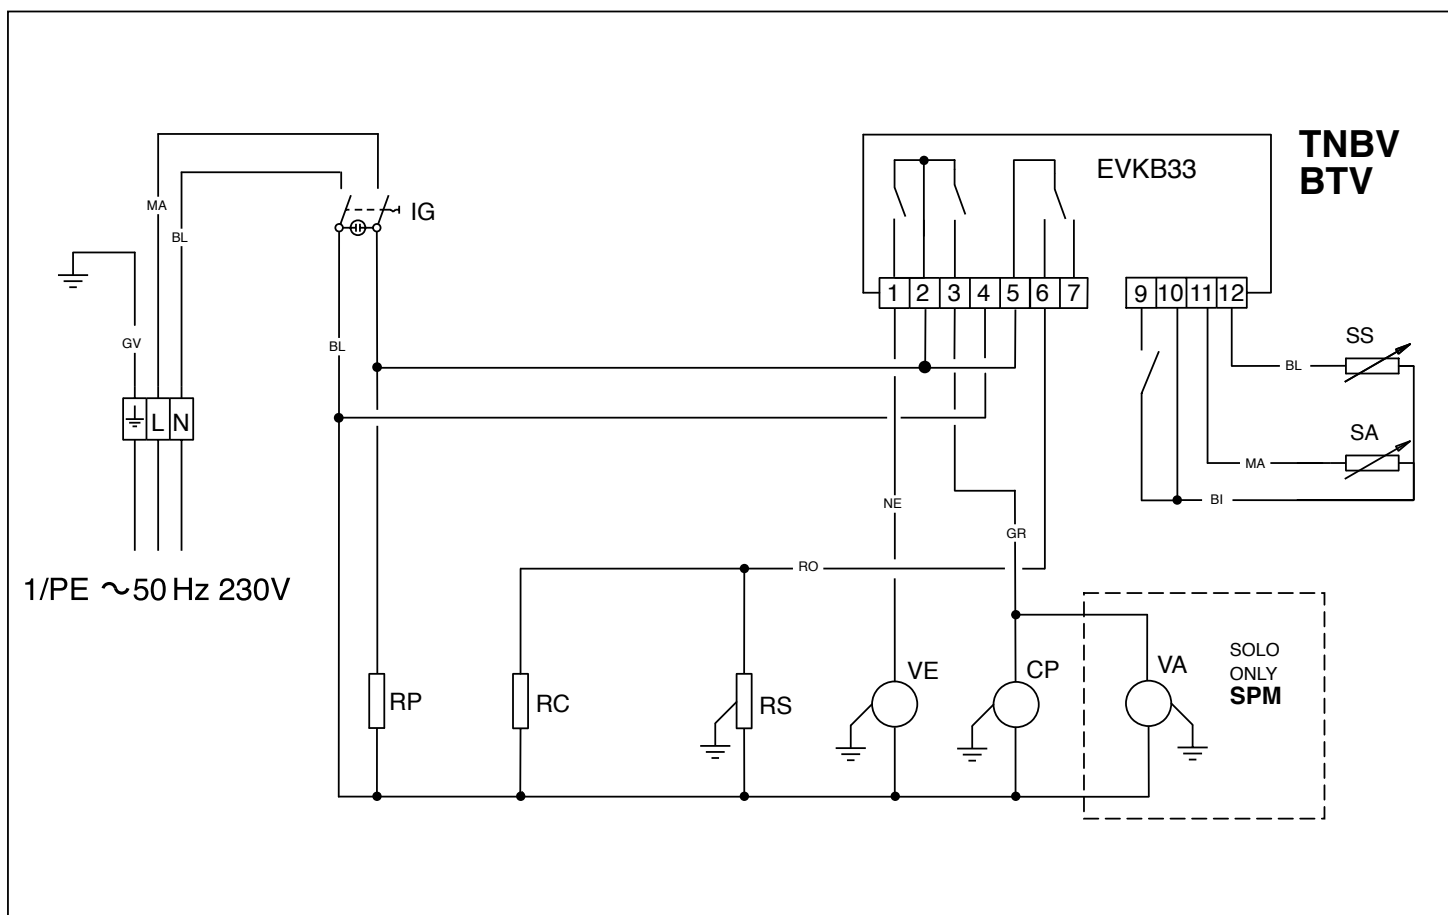 TNBV
BTV
EVKB33
IG
MA
BL
1 2 3 4 5 6 7
9 10 11 12
GV
BL
SS
BL
L N
SA
MA
BI
NE
GR
RO
1/PE ~ 50 Hz 230V
RP
RC
RS
VE
CP
VA
SOLO
ONLY
SPM